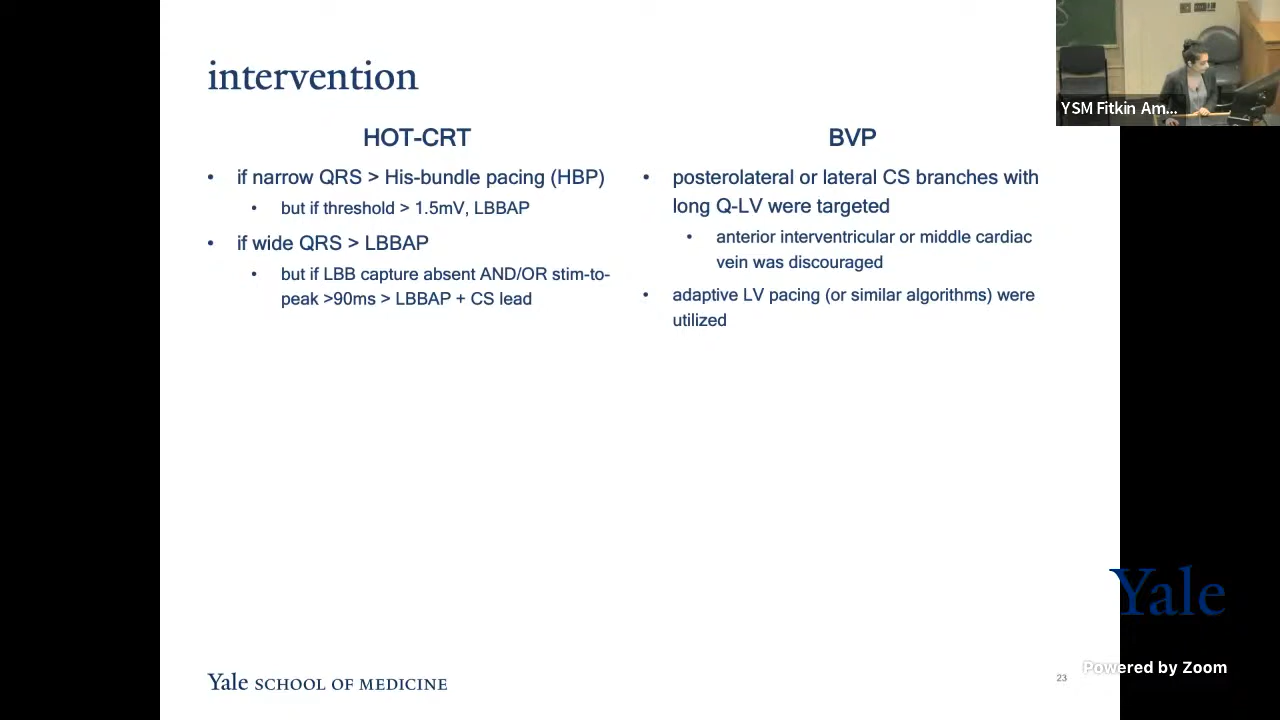 intervention
HOT-CRT
• if narrow QRS > His-bundle pacing (HBP)
• but if threshold > 1.5mV, LBBAP
• if wide QRS > LBBAP
• but if LBB capture absent AND/OR stim-to-
peak >90ms > LBBAP + CS lead
BVP
• posterolateral or lateral CS branches with
long Q-LV were targeted
• anterior interventricular or middle cardiac
vein was discouraged
• adaptive LV pacing (or similar algorithms) were
utilized
YSM Fitkin Am...
Yale
Powered by Zoom
Yale SCHOOL OF MEDICINE
23